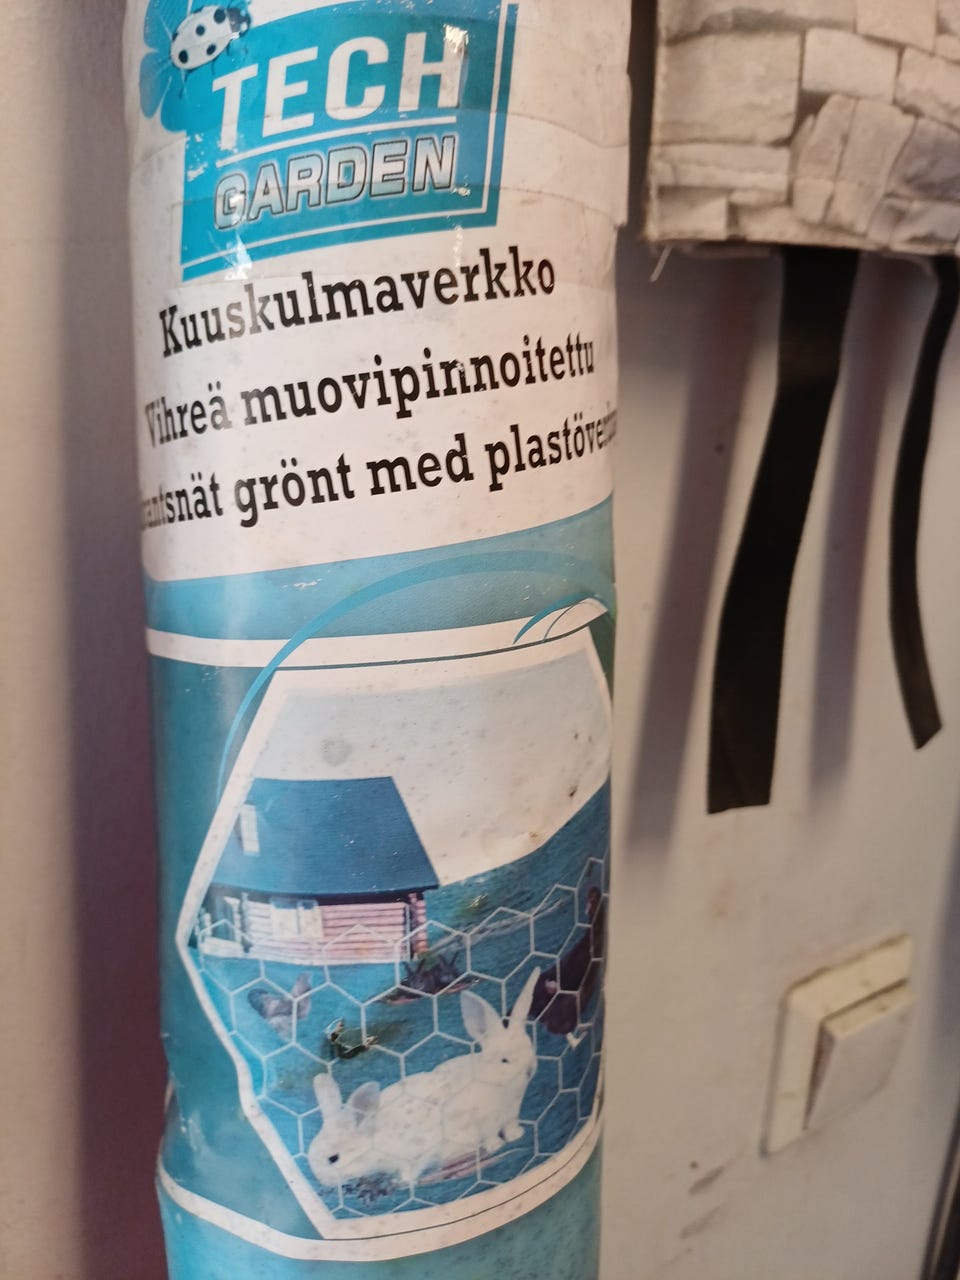 TECH
GARDEN
Kuuskulmaverkko
Vihreä muovipinnoitettu
grönt med